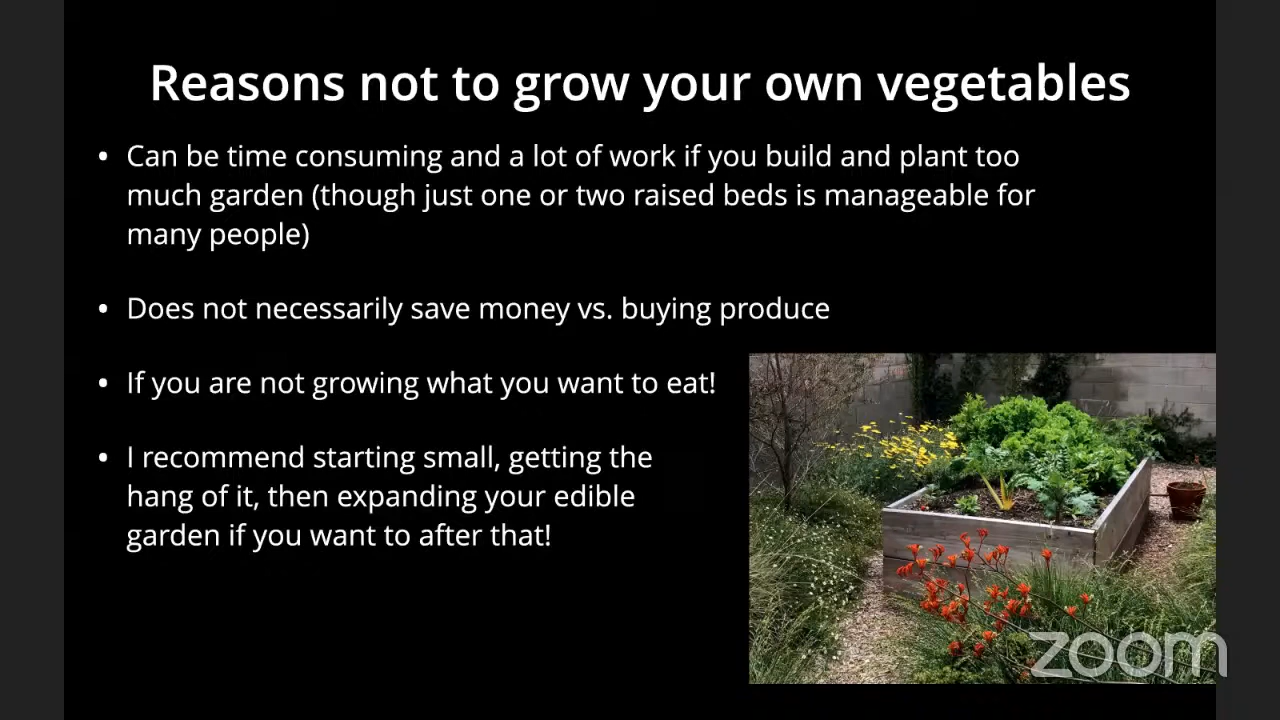 Reasons not to grow your own vegetables
• Can be time consuming and a lot of work if you build and plant too
much garden (though just one or two raised beds is manageable for
many people)
• Does not necessarily save money vs. buying produce
• If you are not growing what you want to eat!
• I recommend starting small, getting the
hang of it, then expanding your edible
garden if you want to after that!
zoom